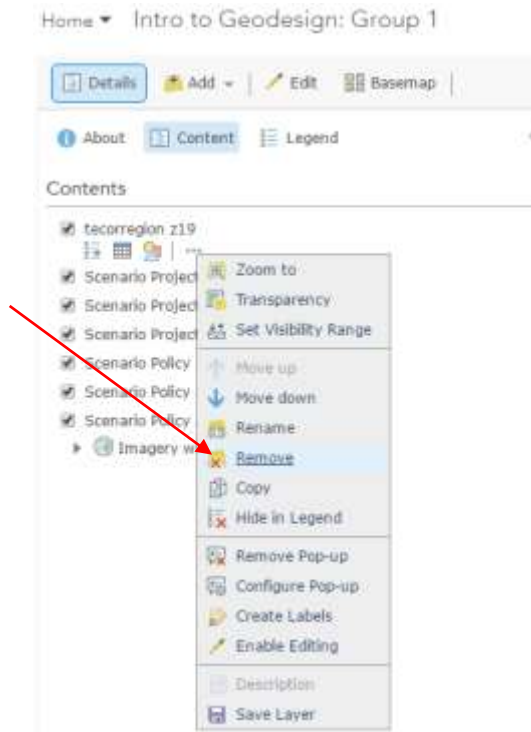 Home Intro to Geodesign: Group 1
Details Add Edit Basemap
About Content Legend
Contents
tecorregion z19
Zoom to
Scenario Project
Transparency
Scenario Project
Set Visibility Range
Scenario Project
Move up
Scenario Policy
Move down
Scenario Policy
Rename
Scenario Policy
Remove
Imagery w
Copy
Hide in Legend
Remove Pop-up
Configure Pop-up
Create Labels
Enable Editing
Description
Save Layer